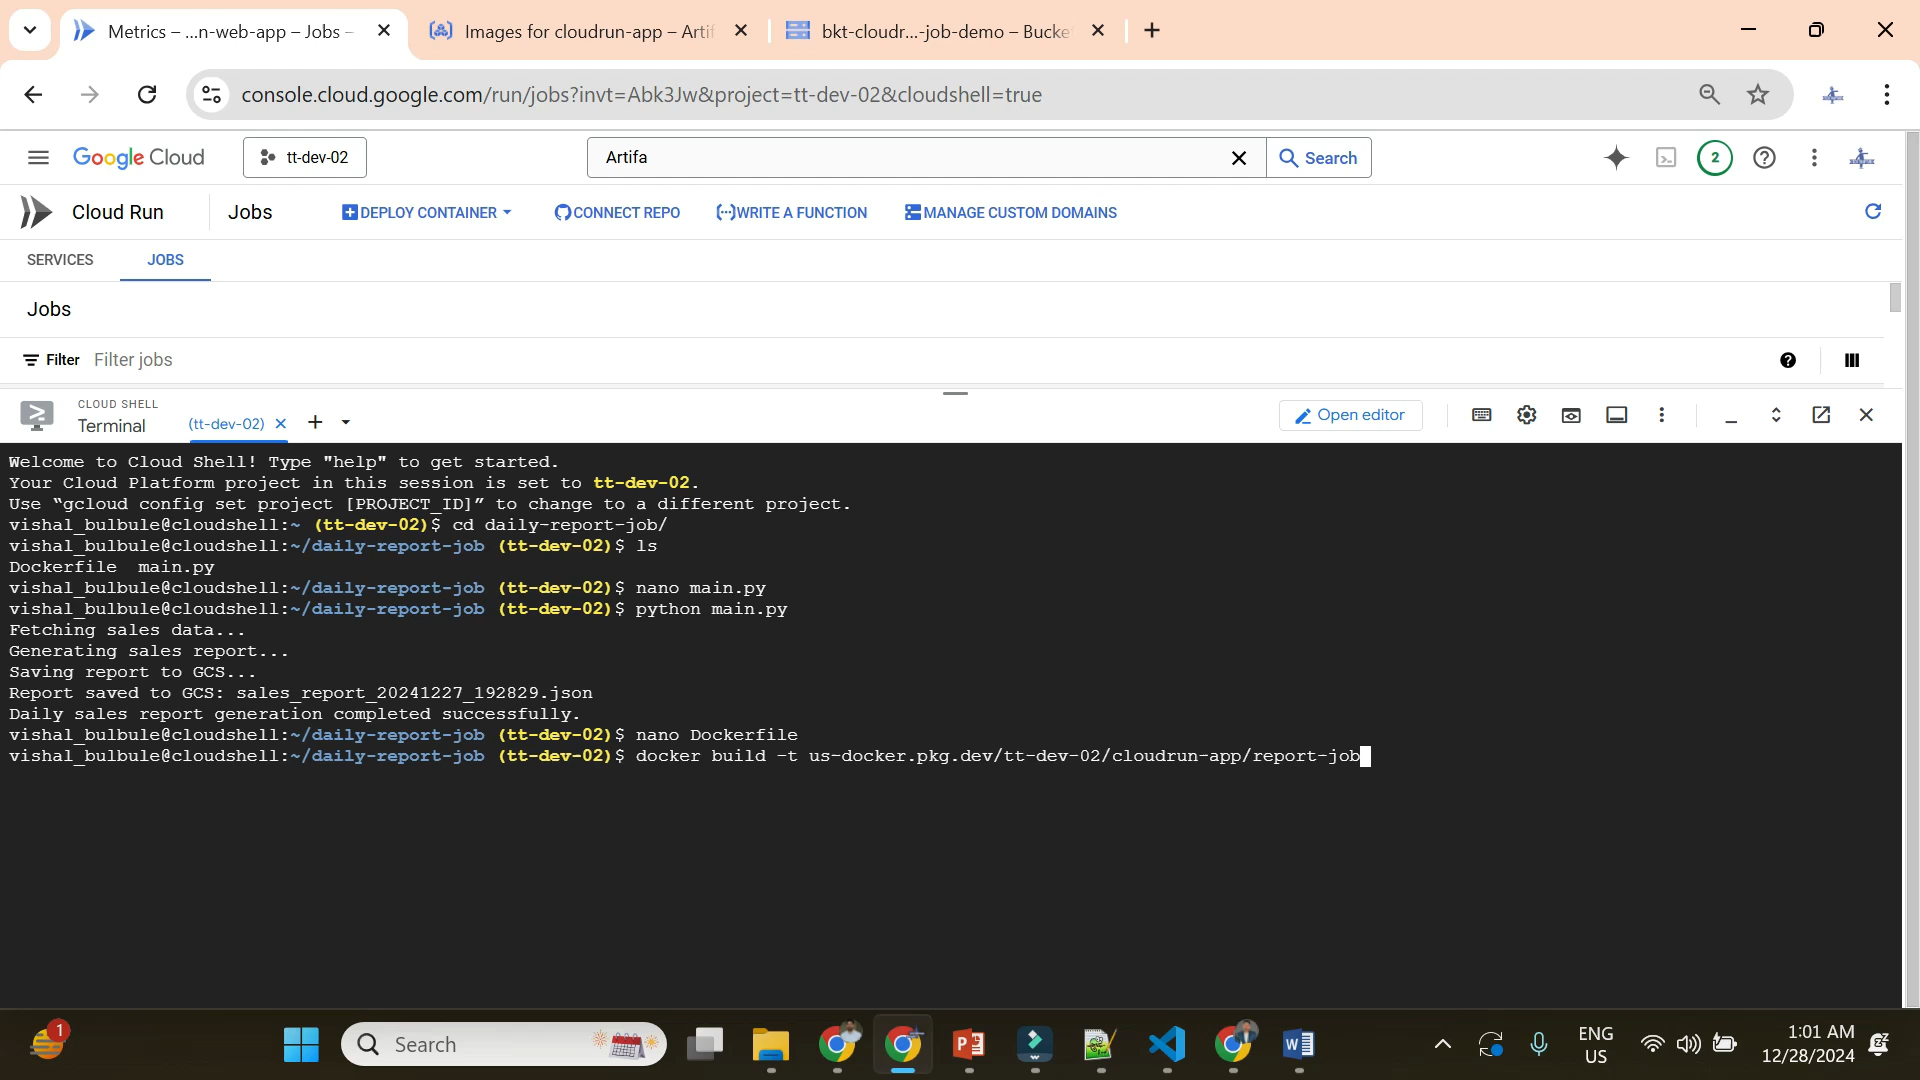 Metrics – ...n-web-app – Jobs –
Images for cloudrun-app – Artif
bkt-cloudr...-job-demo – Bucke
console.cloud.google.com/run/jobs?invt=Abk3Jw&project=tt-dev-02&cloudshell=true
Google Cloud
tt-dev-02
Artifa
Search
2
Cloud Run
Jobs
DEPLOY CONTAINER
CONNECT REPO
WRITE A FUNCTION
MANAGE CUSTOM DOMAINS
SERVICES
JOBS
Jobs
Filter
Filter jobs
CLOUD SHELL
Terminal
(tt-dev-02)
Open editor
Welcome to Cloud Shell! Type "help" to get started.
Your Cloud Platform project in this session is set to tt-dev-02.
Use “gcloud config set project [PROJECT_ID]” to change to a different project.
vishal_bulbule@cloudshell:~ (tt-dev-02)$ cd daily-report-job/
vishal_bulbule@cloudshell:~/daily-report-job (tt-dev-02)$ ls
Dockerfile  main.py
vishal_bulbule@cloudshell:~/daily-report-job (tt-dev-02)$ nano main.py
vishal_bulbule@cloudshell:~/daily-report-job (tt-dev-02)$ python main.py
Fetching sales data...
Generating sales report...
Saving report to GCS...
Report saved to GCS: sales_report_20241227_192829.json
Daily sales report generation completed successfully.
vishal_bulbule@cloudshell:~/daily-report-job (tt-dev-02)$ nano Dockerfile
vishal_bulbule@cloudshell:~/daily-report-job (tt-dev-02)$ docker build -t us-docker.pkg.dev/tt-dev-02/cloudrun-app/report-job
1
Search
ENG
US
1:01 AM
12/28/2024